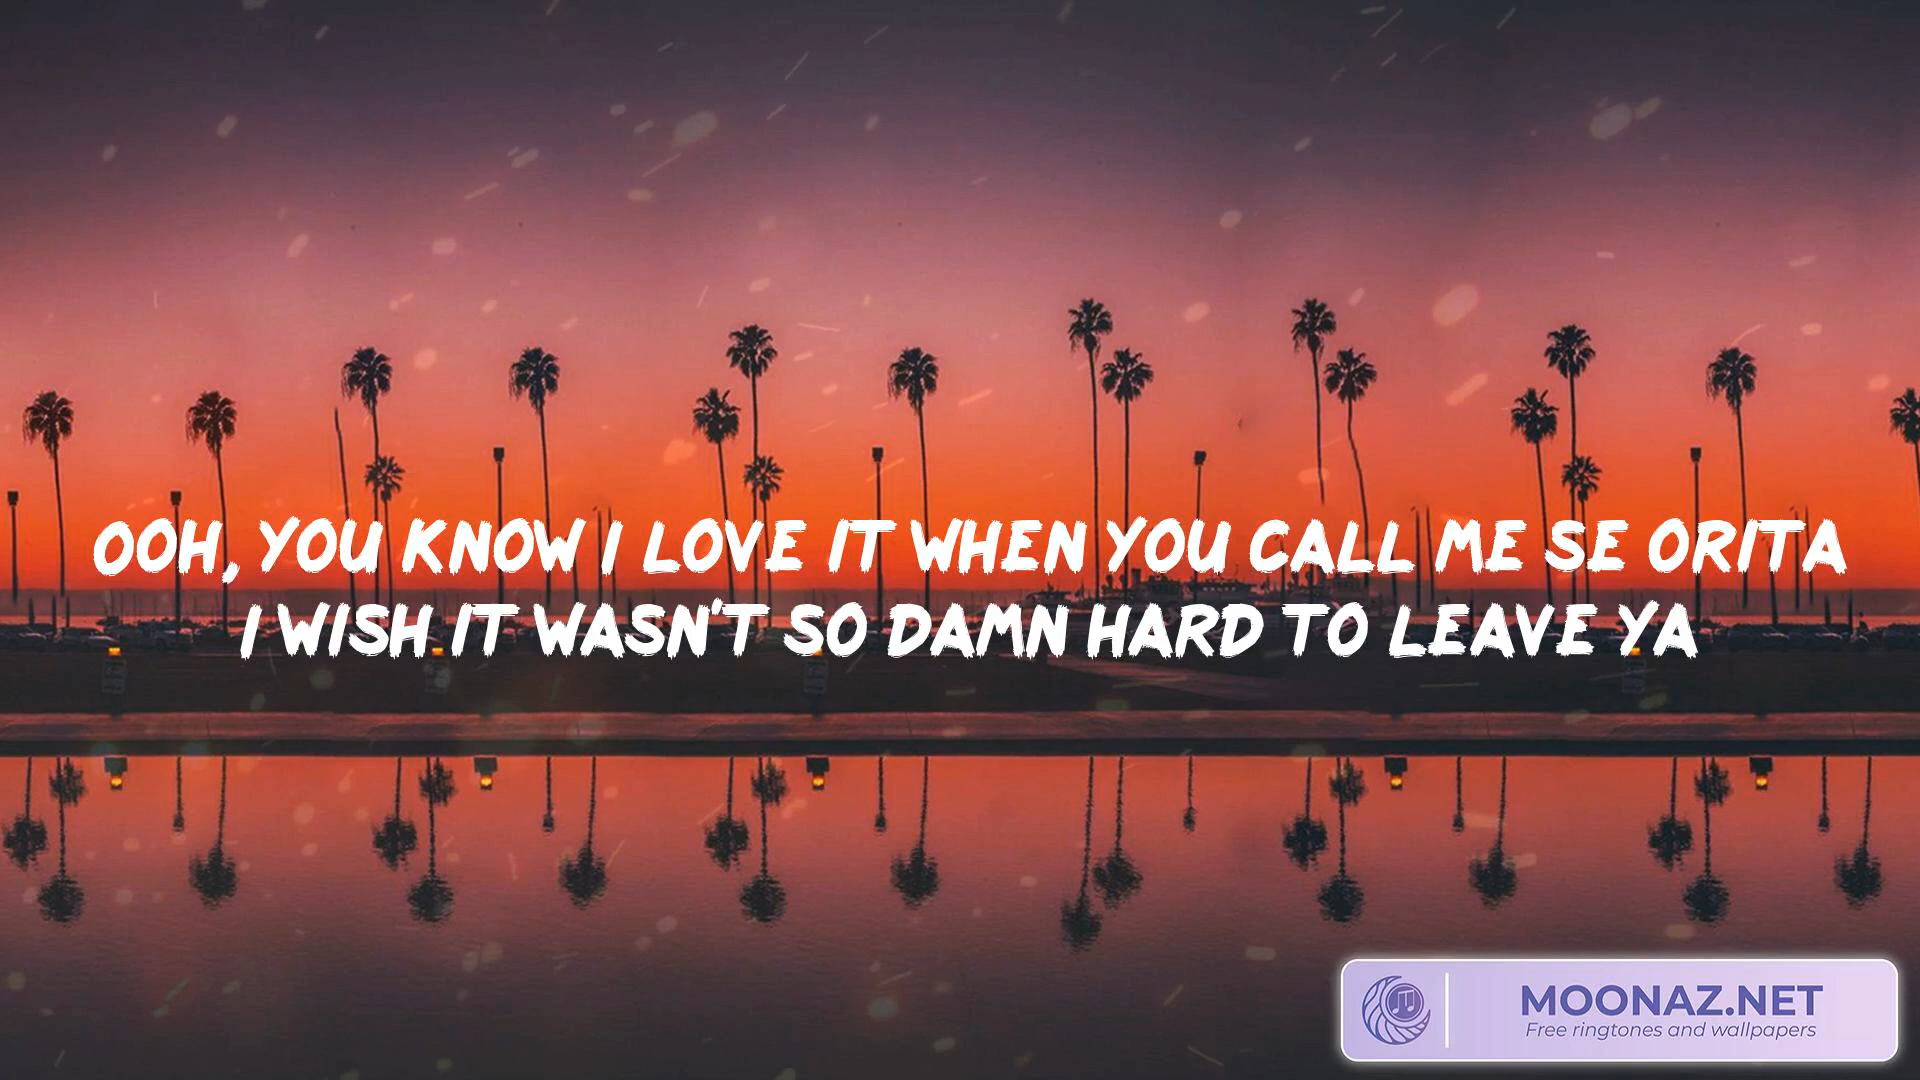 OOH, YOU KNOW I LOVE IT WHEN YOU CALL ME SE ORITA
I WISH IT WASN'T SO DAMN HARD TO LEAVE YA
MOONAZ.NET
Free ringtones and wallpapers